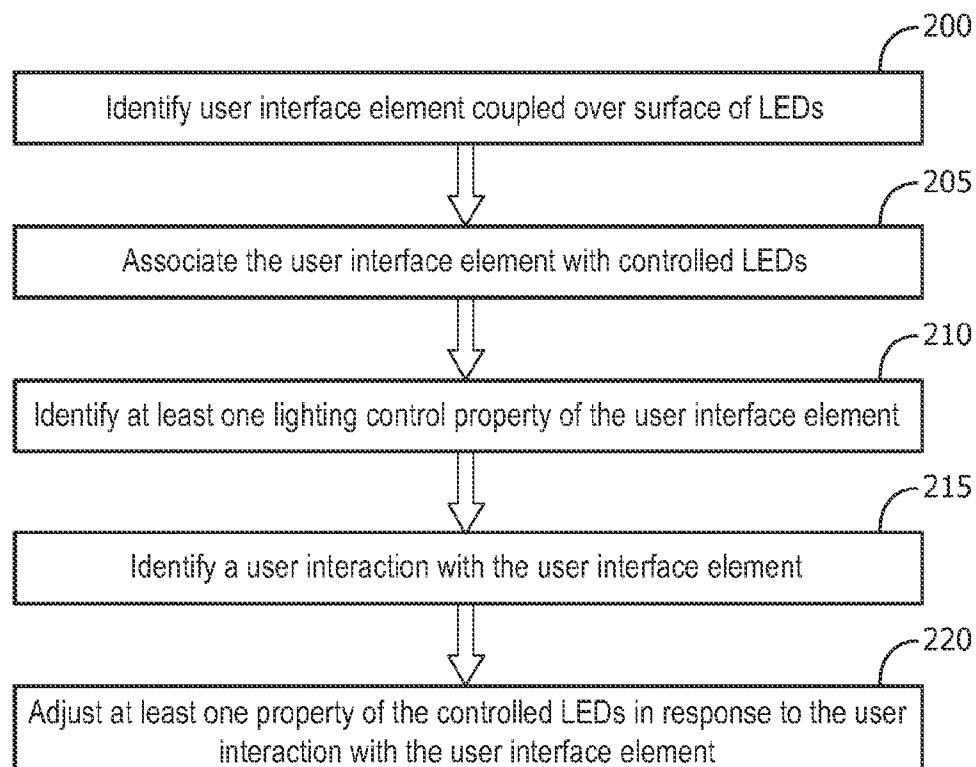 200
Identify user interface element coupled over surface of LEDs
205
Associate the user interface element with controlled LEDs
210
Identify at least one lighting control property of the user interface element
215
Identify a user interaction with the user interface element
220
Adjust at least one property of the controlled LEDs in response to the user
interaction with the user interface element